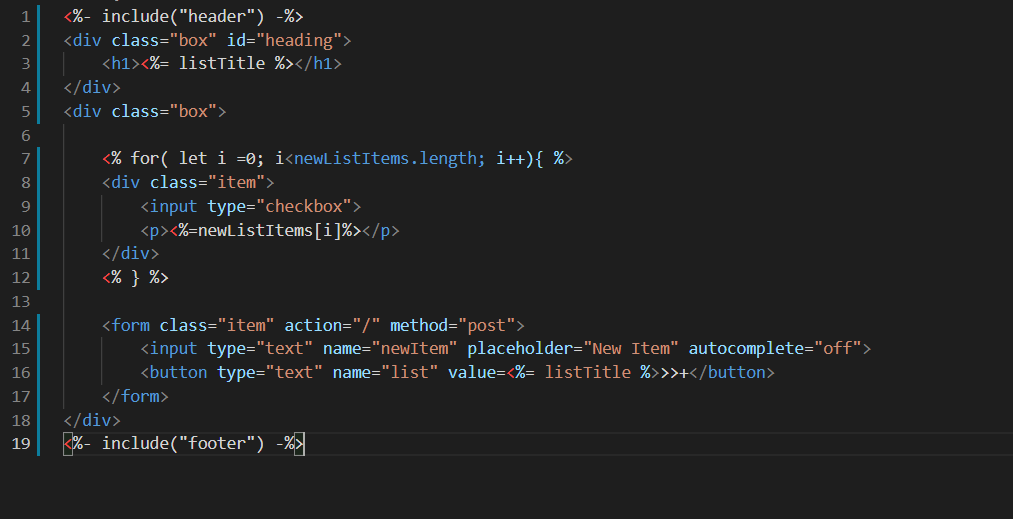 1 <%- include("header") -%>
2 <div class="box" id="heading">
3     <h1><%= listTitle %></h1>
4 </div>
5 <div class="box">
6
7     <% for( let i =0; i<newListItems.length; i++){ %>
8     <div class="item">
9         <input type="checkbox">
10         <p><%=newListItems[i]%></p>
11     </div>
12     <% } %>
13
14     <form class="item" action="/" method="post">
15         <input type="text" name="newItem" placeholder="New Item" autocomplete="off">
16         <button type="text" name="list" value=<%= listTitle %>>>+</button>
17     </form>
18 </div>
19 <%- include("footer") -%>